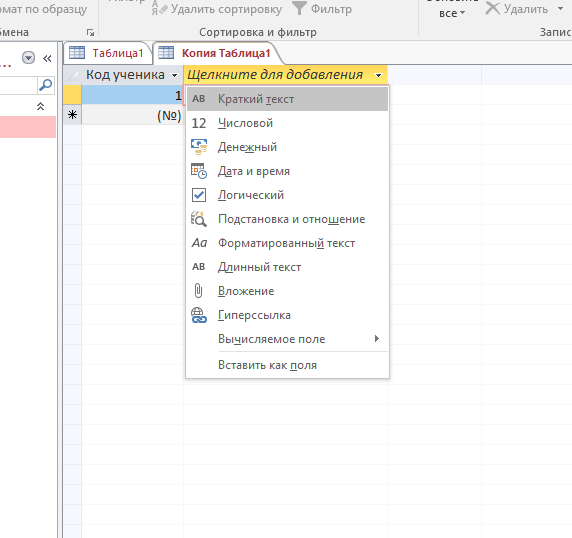 рмат по образцу
Удалить сортировку
Фильтр
все
Удалить
бмена
Сортировка и фильтр
Запис
Таблица1
Копия Таблица1
Код ученика
Щелкните для добавления
1
(№)
AB Краткий текст
12 Числовой
Денежный
Дата и время
Логический
Подстановка и отношение
Aa Форматированный текст
AB Длинный текст
Вложение
Гиперссылка
Вычисляемое поле
Вставить как поля